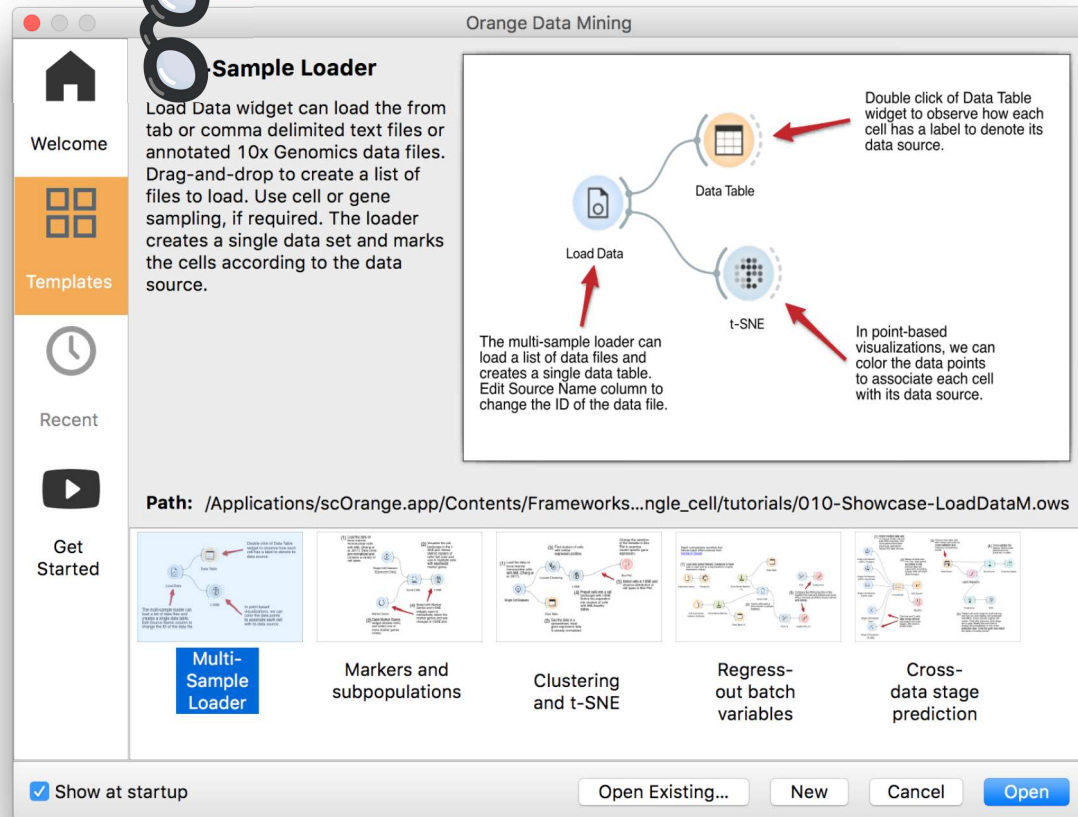 Orange Data Mining
Welcome
Templates
Recent
Get
Started
-Sample Loader
Load Data widget can load the from
tab or comma delimited text files or
annotated 10x Genomics data files.
Drag-and-drop to create a list of
files to load. Use cell or gene
sampling, if required. The loader
creates a single data set and marks
the cells according to the data
source.
Double click of Data Table
widget to observe how each
cell has a label to denote its
data source.
Data Table
Load Data
t-SNE
The multi-sample loader can
load a list of data files and
creates a single data table.
Edit Source Name column to
change the ID of the data file.
In point-based
visualizations, we can
color the data points
to associate each cell
with its data source.
Path: /Applications/scOrange.app/Contents/Frameworks...ngle_cell/tutorials/010-Showcase-LoadDataM.ows
Multi-
Sample
Loader
Markers and
subpopulations
Clustering
and t-SNE
Regress-
out batch
variables
Cross-
data stage
prediction
Show at startup
Open Existing...
New
Cancel
Open